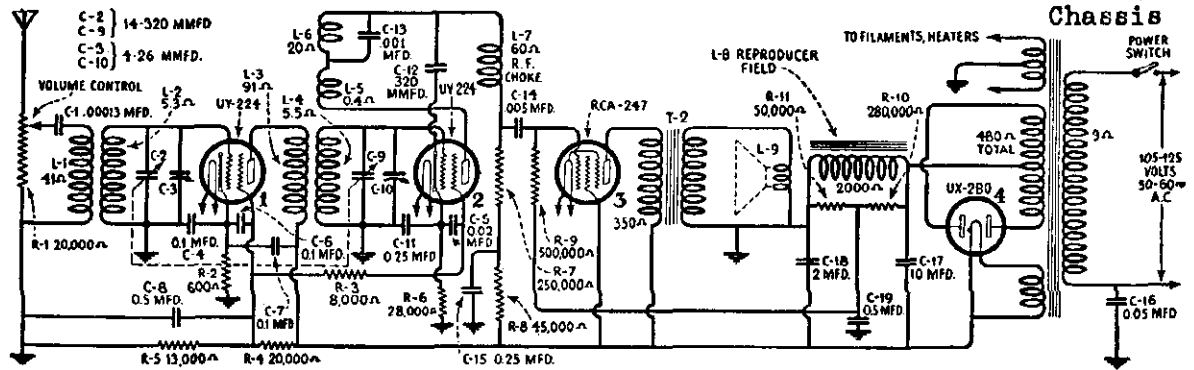 C-2
C-9
14-320 MMFD
C-3
C-10
4-26 MMFD.
VOLUME CONTROL
C-1 .00013 MFD.
L-1
41Ω
R-1 20,000Ω
L-2
5.3Ω
C-2
C-3
UY-224
L-3
91Ω
1
0.1 MFD.
C-4
C-6
0.1 MFD.
R-2
600Ω
C-8
0.5 MFD.
C-7
0.1 MFD
R-5 13,000Ω
R-4 20,000Ω
L-4
5.5Ω
L-6
20Ω
L-5
0.4Ω
C-13
.001
MFD.
C-12
320
MMFD.
UY 224
C-9
C-10
2
C-11
0.25 MFD
C-5
0.02
MFD
R-3
8,000Ω
R-6
28,000Ω
C-15 0.25 MFD.
L-7
60Ω
R.F.
CHOKE
C-14
.005 MFD.
R-9
500,000Ω
R-7
250,000Ω
R-8 45,000Ω
RCA-247
3
T-2
350Ω
L-9
L-8 REPRODUCER
FIELD
R-11
50,000Ω
R-10
280,000Ω
2000Ω
C-18
2 MFD.
C-17
10 MFD.
C-19
0.5 MFD.
TO FILAMENTS, HEATERS
480Ω
TOTAL
UX-280
4
9Ω
Chassis
POWER
SWITCH
105-125
VOLTS
50-60~
A.C
C-16
0.05 MFD